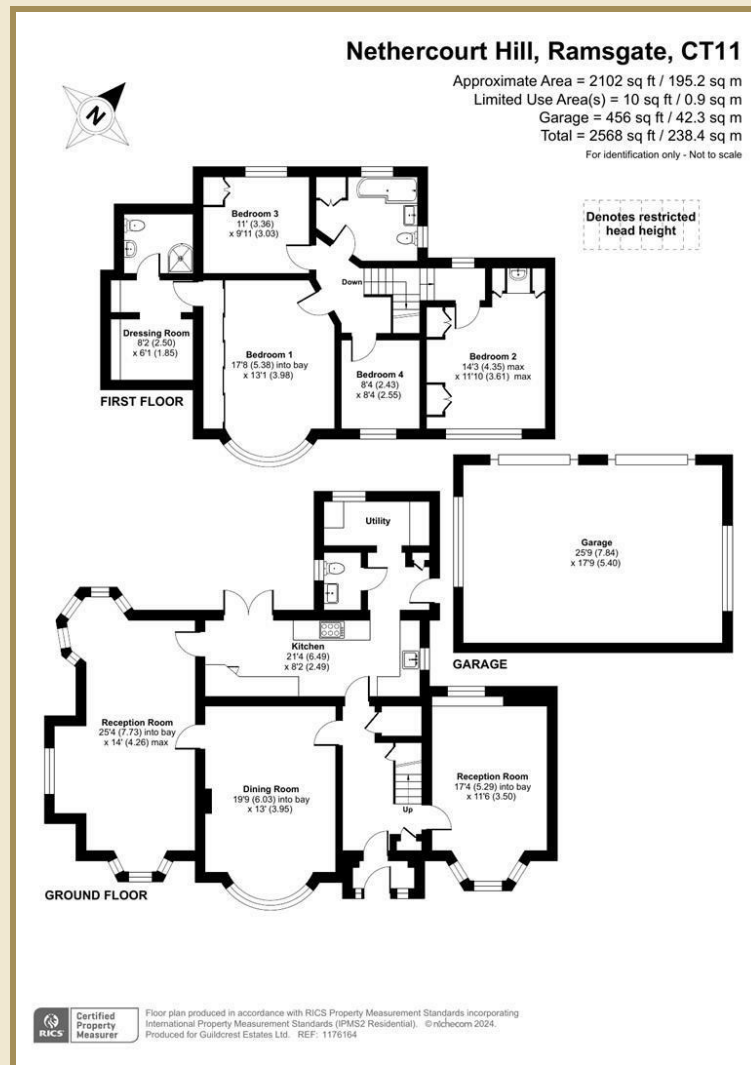 Nethercourt Hill, Ramsgate, CT11
Approximate Area = 2102 sq ft / 195.2 sq m
Limited Use Area(s) = 10 sq ft / 0.9 sq m
Garage = 456 sq ft / 42.3 sq m
Total = 2568 sq ft / 238.4 sq m
For identification only - Not to scale
N
Denotes restricted
head height
Bedroom 3
11' (3.36)
x 9'11 (3.03)
Down
Dressing Room
8'2 (2.50)
x 6'1 (1.85)
Bedroom 1
17'8 (5.38) into bay
x 13'1 (3.98)
Bedroom 4
8'4 (2.43)
x 8'4 (2.55)
Bedroom 2
14'3 (4.35) max
x 11'10 (3.61) max
FIRST FLOOR
Utility
Garage
25'9 (7.84)
x 17'9 (5.40)
GARAGE
Kitchen
21'4 (6.49)
x 8'2 (2.49)
Reception Room
25'4 (7.73) into bay
x 14' (4.26) max
Dining Room
19'9 (6.03) into bay
x 13' (3.95)
Up
Reception Room
17'4 (5.29) into bay
x 11'6 (3.50)
GROUND FLOOR
RICS
Certified
Property
Measurer
Floor plan produced in accordance with RICS Property Measurement Standards incorporating
International Property Measurement Standards (IPMS2 Residential). © nichecom 2024.
Produced for Guildcrest Estates Ltd. REF: 1176164